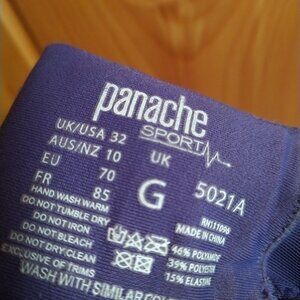 panache
SPORT
UK/USA 32
AUS/NZ 10
EU 70
FR 85
UK
G
5021A
HAND WASH WARM
DO NOT TUMBLE DRY
DO NOT IRON
DO NOT BLEACH
DO NOT DRY CLEAN
EXCLUSIVE OF TRIMS
RN111096
MADE IN CHINA
46% POLYAMIDE
39% POLYESTER
15% ELASTANE
WASH WITH SIMILAR